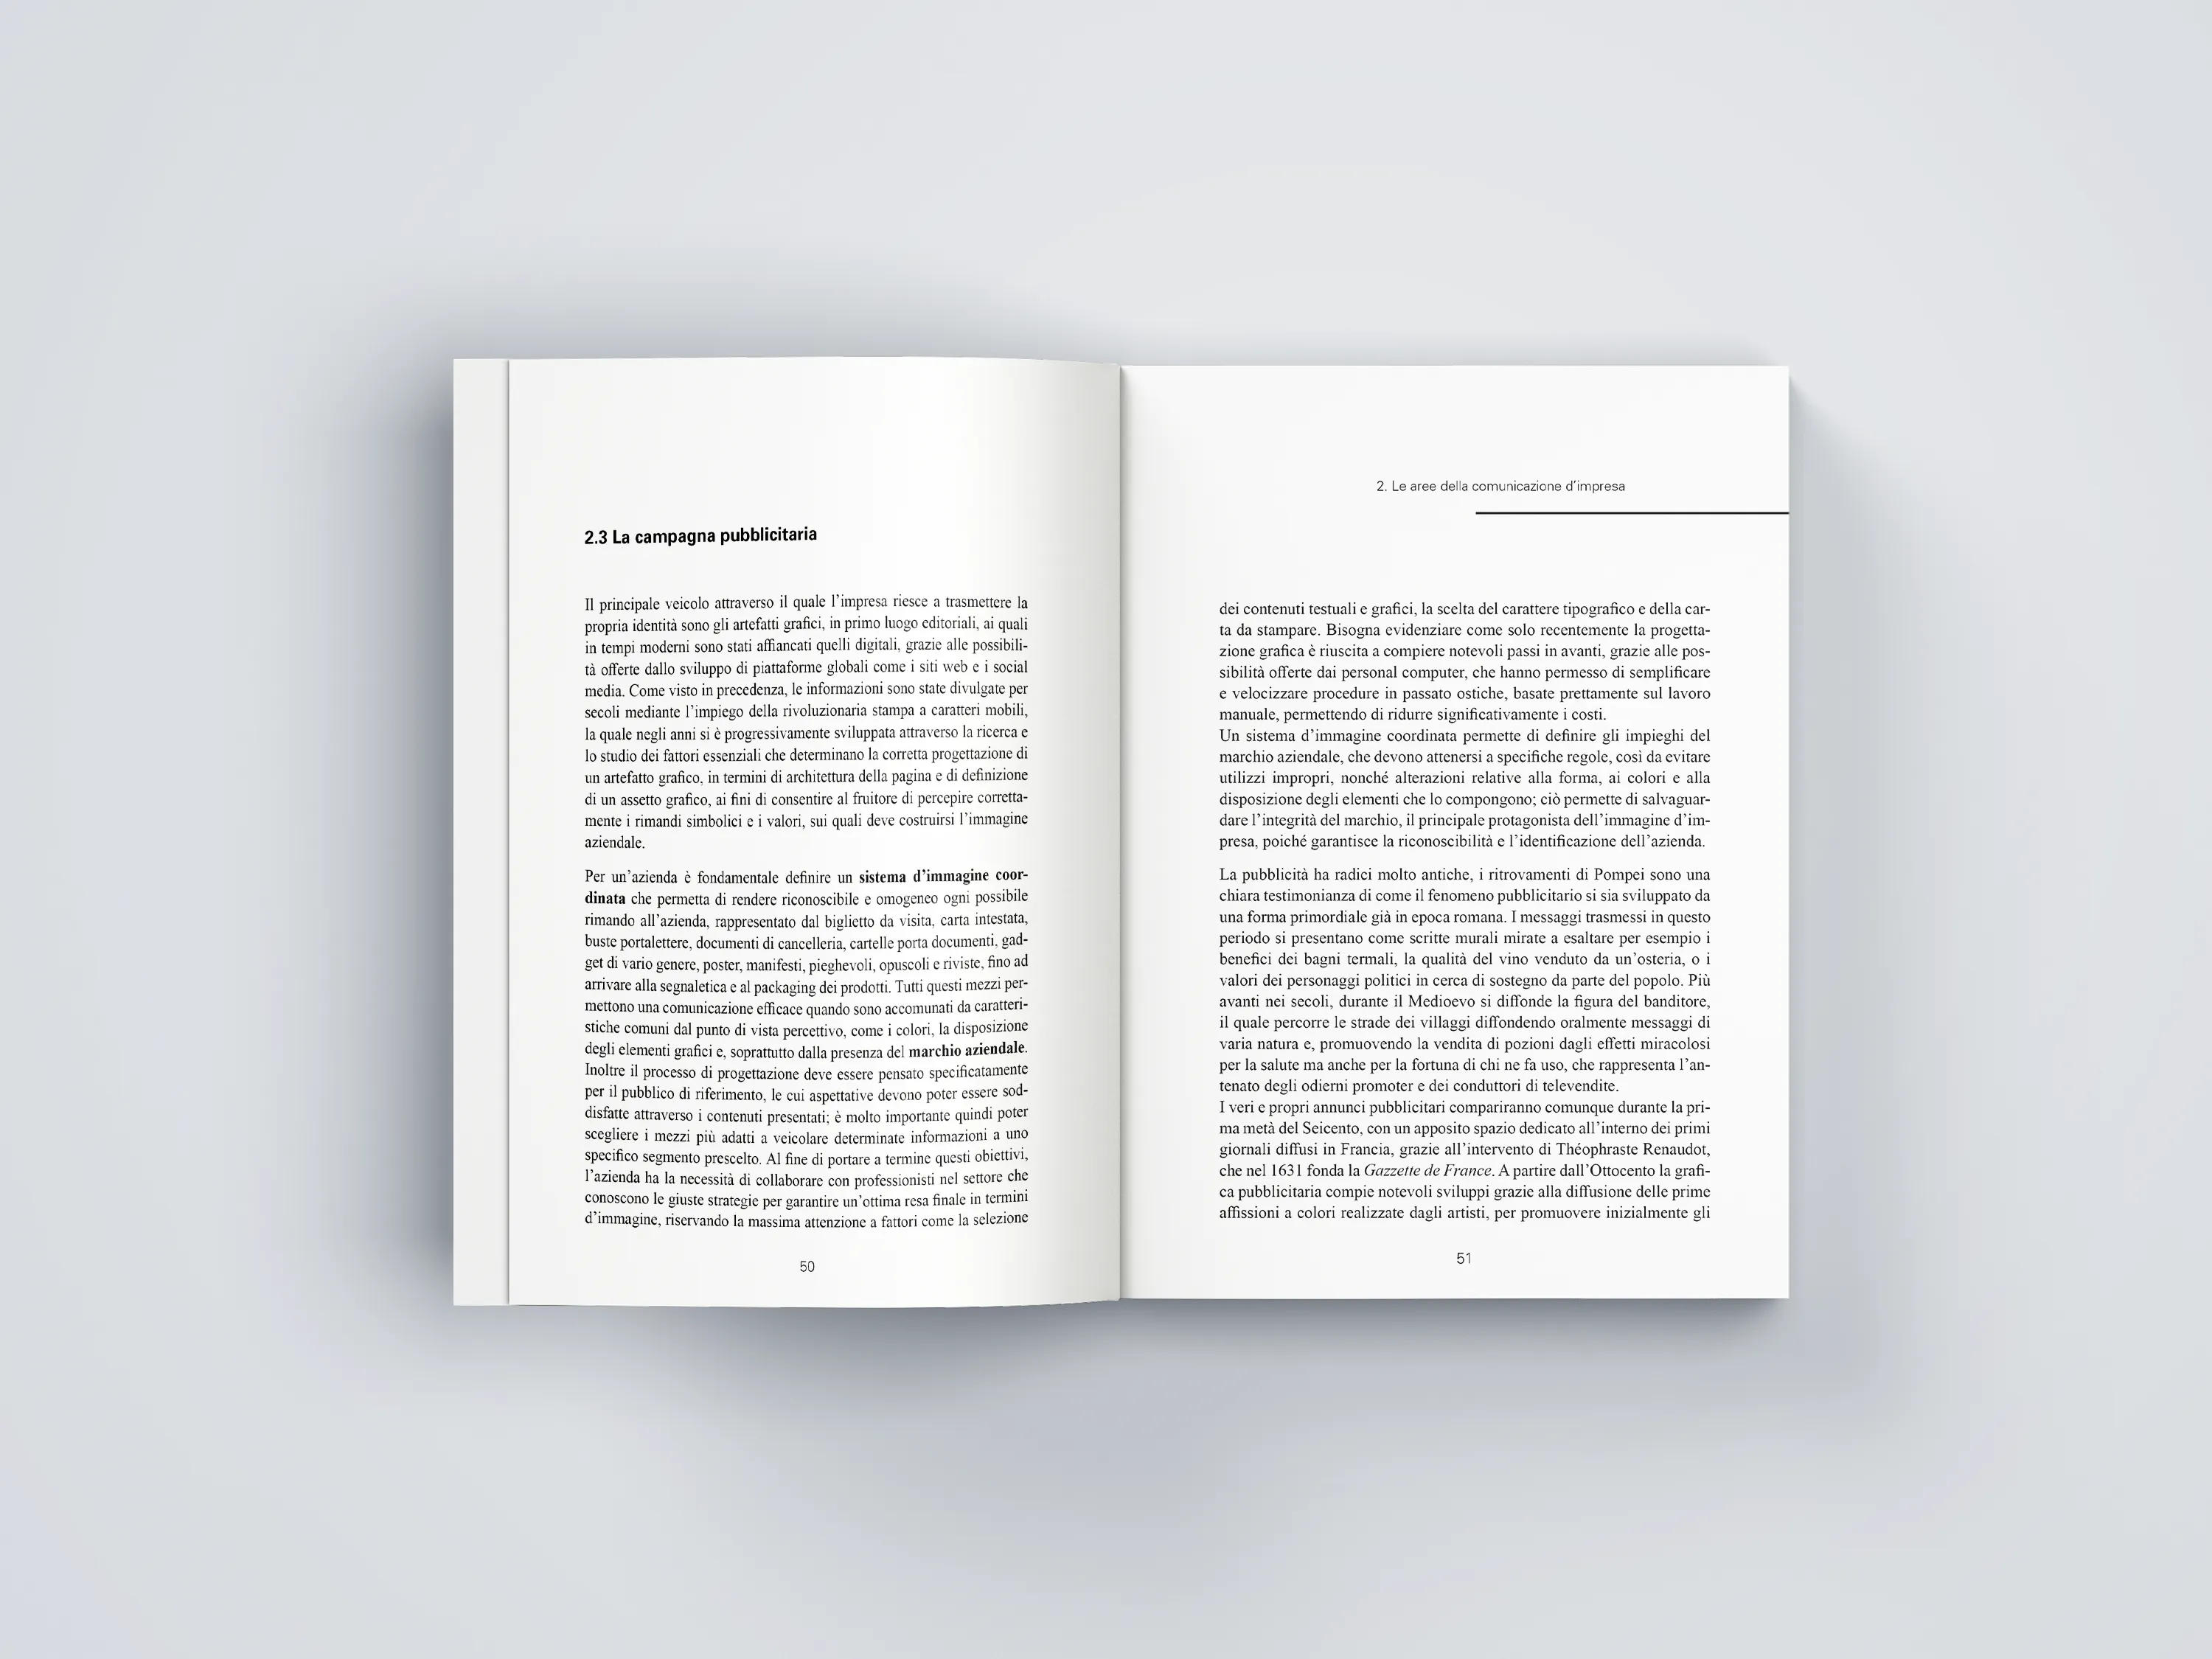 2.3 La campagna pubblicitaria
Il principale veicolo attraverso il quale l'impresa riesce a trasmettere la
propria identità sono gli artefatti grafici, in primo luogo editoriali, ai quali
in tempi moderni sono stati affiancati quelli digitali, grazie alle possibili-
tà offerte dallo sviluppo di piattaforme globali come i siti web e i social
media. Come visto in precedenza, le informazioni sono state divulgate per
secoli mediante l'impiego della rivoluzionaria stampa a caratteri mobili,
la quale negli anni si è progressivamente sviluppata attraverso la ricerca e
lo studio dei fattori essenziali che determinano la corretta progettazione di
un artefatto grafico, in termini di architettura della pagina e di definizione
di un assetto grafico, ai fini di consentire al fruitore di percepire corretta-
mente i rimandi simbolici e i valori, sui quali deve costruirsi l'immagine
aziendale.
Per un'azienda è fondamentale definire un sistema d'immagine coor-
dinata che permetta di rendere riconoscibile e omogeneo ogni possibile
rimando all'azienda, rappresentato dal biglietto da visita, carta intestata,
buste portalettere, documenti di cancelleria, cartelle porta documenti, gad-
get di vario genere, poster, manifesti, pieghevoli, opuscoli e riviste, fino ad
arrivare alla segnaletica e al packaging dei prodotti. Tutti questi mezzi per-
mettono una comunicazione efficace quando sono accomunati da caratteri-
stiche comuni dal punto di vista percettivo, come i colori, la disposizione
degli elementi grafici e, soprattutto dalla presenza del marchio aziendale.
Inoltre il processo di progettazione deve essere pensato specificatamente
per il pubblico di riferimento, le cui aspettative devono poter essere sod-
disfatte attraverso i contenuti presentati; è molto importante quindi poter
scegliere i mezzi più adatti a veicolare determinate informazioni a uno
specifico segmento prescelto. Al fine di portare a termine questi obiettivi,
l'azienda ha la necessità di collaborare con professionisti nel settore che
conoscono le giuste strategie per garantire un'ottima resa finale in termini
d'immagine, riservando la massima attenzione a fattori come la selezione
50
2. Le aree della comunicazione d'impresa
dei contenuti testuali e grafici, la scelta del carattere tipografico e della car-
ta da stampare. Bisogna evidenziare come solo recentemente la progetta-
zione grafica è riuscita a compiere notevoli passi in avanti, grazie alle pos-
sibilità offerte dai personal computer, che hanno permesso di semplificare
e velocizzare procedure in passato ostiche, basate prettamente sul lavoro
manuale, permettendo di ridurre significativamente i costi.
Un sistema d'immagine coordinata permette di definire gli impieghi del
marchio aziendale, che devono attenersi a specifiche regole, così da evitare
utilizzi impropri, nonché alterazioni relative alla forma, ai colori e alla
disposizione degli elementi che lo compongono; ciò permette di salvaguar-
dare l'integrità del marchio, il principale protagonista dell'immagine d'im-
presa, poiché garantisce la riconoscibilità e l'identificazione dell'azienda.
La pubblicità ha radici molto antiche, i ritrovamenti di Pompei sono una
chiara testimonianza di come il fenomeno pubblicitario si sia sviluppato da
una forma primordiale già in epoca romana. I messaggi trasmessi in questo
periodo si presentano come scritte murali mirate a esaltare per esempio i
benefici dei bagni termali, la qualità del vino venduto da un'osteria, o i
valori dei personaggi politici in cerca di sostegno da parte del popolo. Più
avanti nei secoli, durante il Medioevo si diffonde la figura del banditore,
il quale percorre le strade dei villaggi diffondendo oralmente messaggi di
varia natura e, promuovendo la vendita di pozioni dagli effetti miracolosi
per la salute ma anche per la fortuna di chi ne fa uso, che rappresenta l'an-
tenato degli odierni promoter e dei conduttori di televendite.
I veri e propri annunci pubblicitari compariranno comunque durante la pri-
ma metà del Seicento, con un apposito spazio dedicato all'interno dei primi
giornali diffusi in Francia, grazie all'intervento di Théophraste Renaudot,
che nel 1631 fonda la Gazzette de France. A partire dall'Ottocento la grafi-
ca pubblicitaria compie notevoli sviluppi grazie alla diffusione delle prime
affissioni a colori realizzate dagli artisti, per promuovere inizialmente gli
51